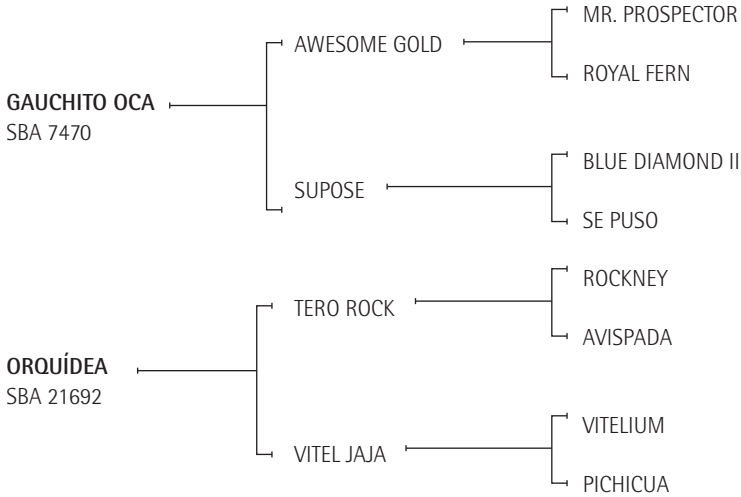 MR. PROSPECTOR
AWESOME GOLD
ROYAL FERN
GAUCHITO OCA
SBA 7470
BLUE DIAMOND II
SUPOSE
SE PUSO
ROCKNEY
TERO ROCK
AVISPADA
ORQUÍDEA
SBA 21692
VITELIUM
VITEL JAJA
PICHICUA